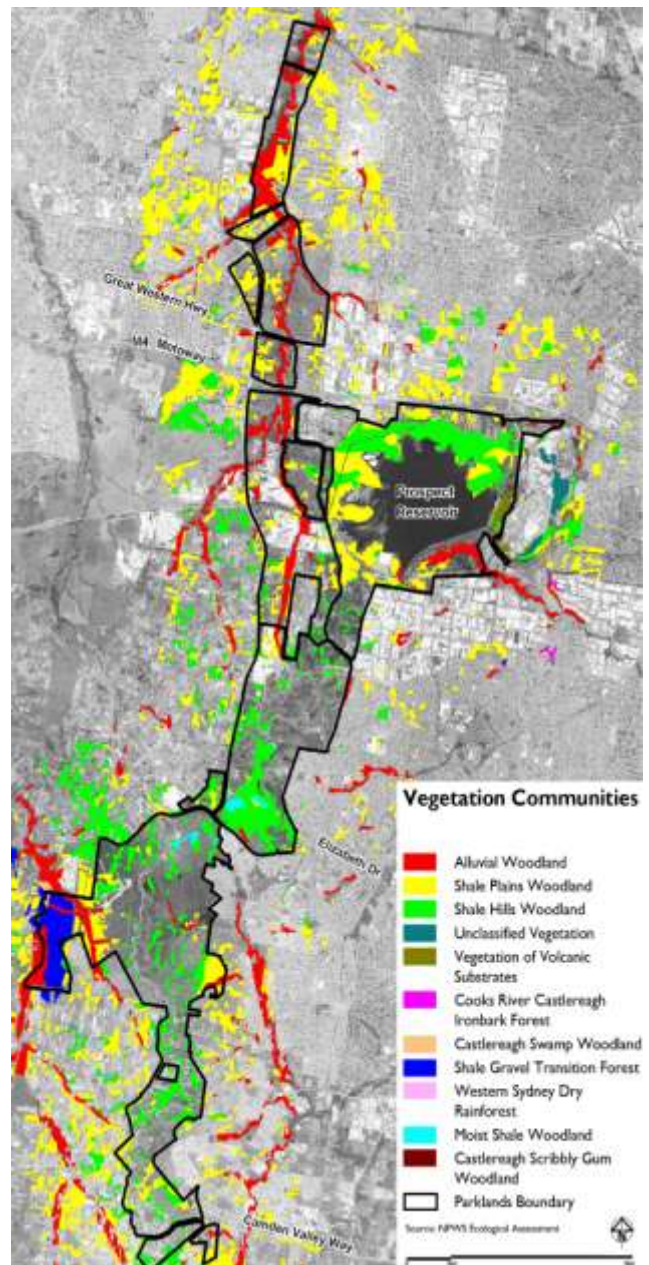 Great Western Hwy
M4 Motoway
Prospect
Reservoir
Vegetation Communities
Elizabeth Dr
Alluvial Woodland
Shale Plains Woodland
Shale Hills Woodland
Unclassified Vegetation
Vegetation of Volcanic
Substrates
Cooks River Castlereagh
Ironbark Forest
Castlereagh Swamp Woodland
Shale Gravel Transition Forest
Western Sydney Dry
Rainforest
Moist Shale Woodland
Castlereagh Scribbly Gum
Woodland
Parklands Boundary
Camden Valley Way
Source: NPWS Ecological Assessment